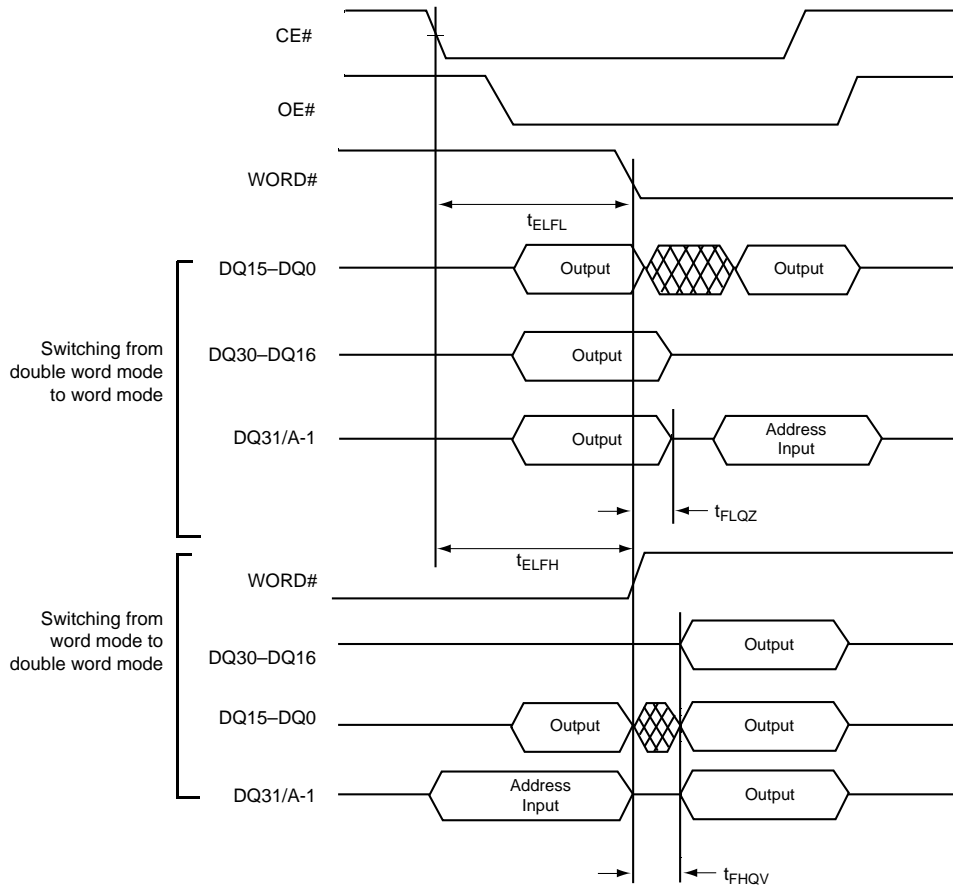 CE#
OE#
WORD#
tELFL
DQ15–DQ0
Output
Output
Switching from
double word mode
to word mode
DQ30–DQ16
Output
DQ31/A-1
Output
Address
Input
tFLQZ
tELFH
WORD#
Switching from
word mode to
double word mode
DQ30–DQ16
Output
DQ15–DQ0
Output
Output
DQ31/A-1
Address
Input
Output
tFHQV